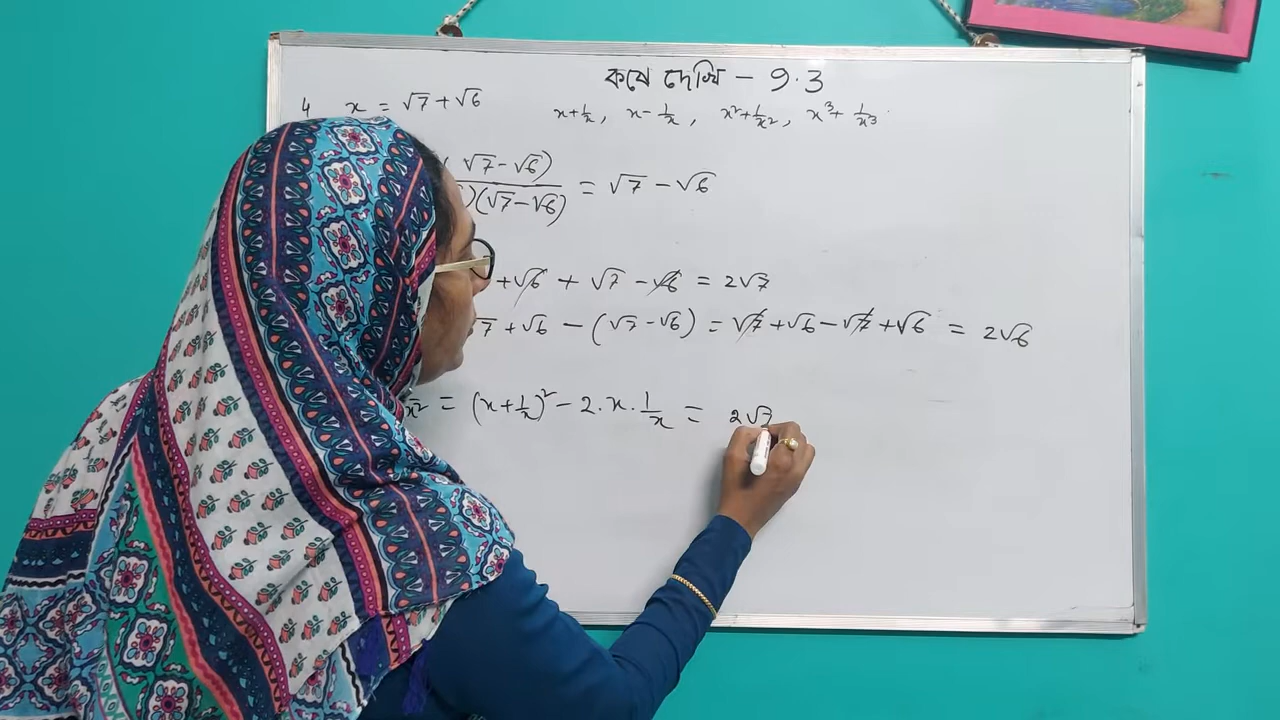 কষে দেখি – 9.3
4 x = √7 + √6 x + 1/x, x - 1/x, x² + 1/x², x³ + 1/x³
(√7 - √6) / )(√7 - √6) = √7 - √6
+ √6 + √7 - √6 = 2√7
√7 + √6 - (√7 - √6) = √7 + √6 - √7 + √6 = 2√6
x² = (x + 1/x)² - 2 . x . 1/x = 2√7